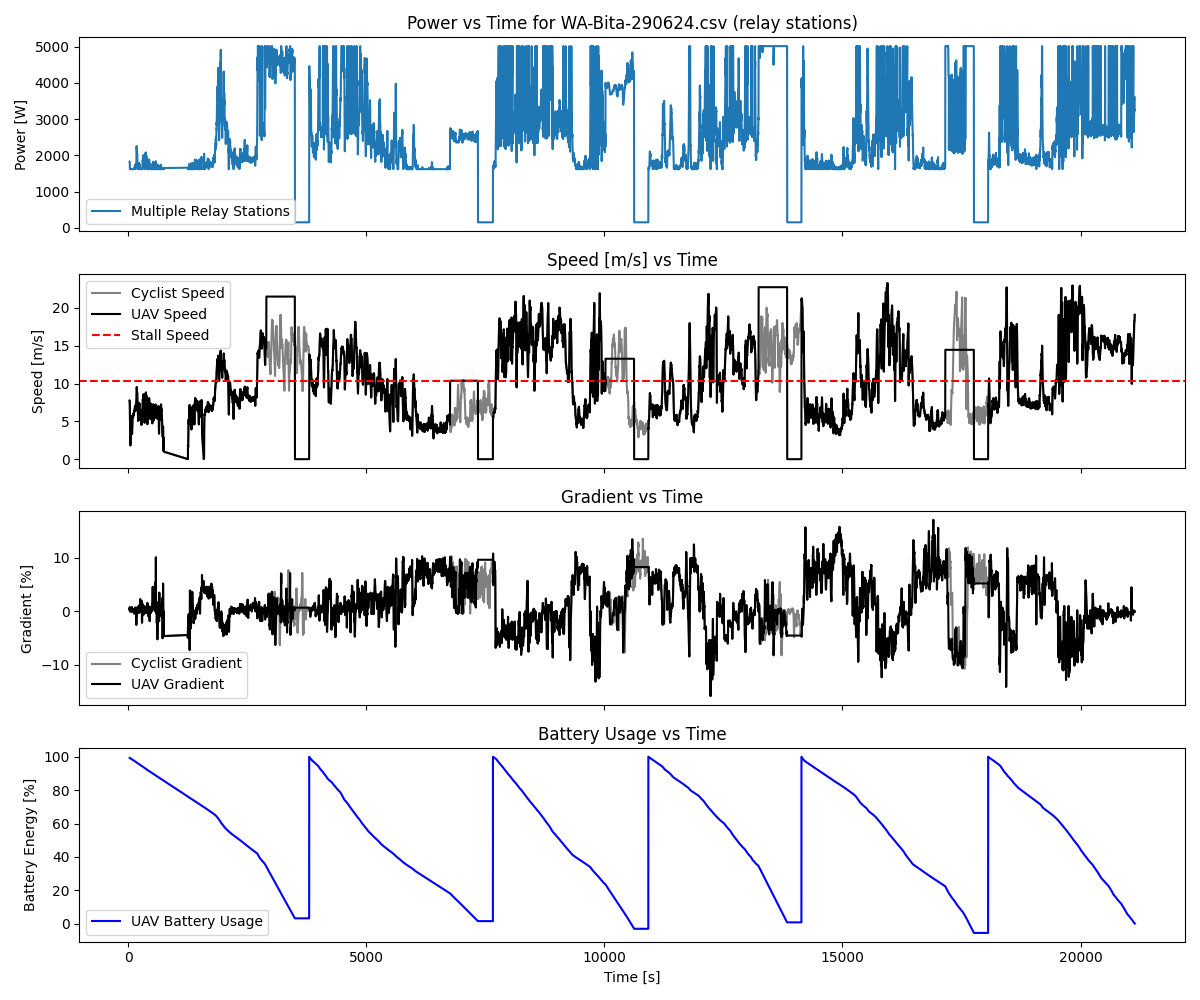 Power vs Time for WA-Bita-290624.csv (relay stations)
5000
4000
3000
2000
1000
0
Power [W]
Multiple Relay Stations
Speed [m/s] vs Time
20
15
10
5
0
Speed [m/s]
Cyclist Speed
UAV Speed
Stall Speed
Gradient vs Time
10
0
−10
Gradient [%]
Cyclist Gradient
UAV Gradient
Battery Usage vs Time
100
80
60
40
20
0
Battery Energy [%]
UAV Battery Usage
0 5000 10000 15000 20000
Time [s]